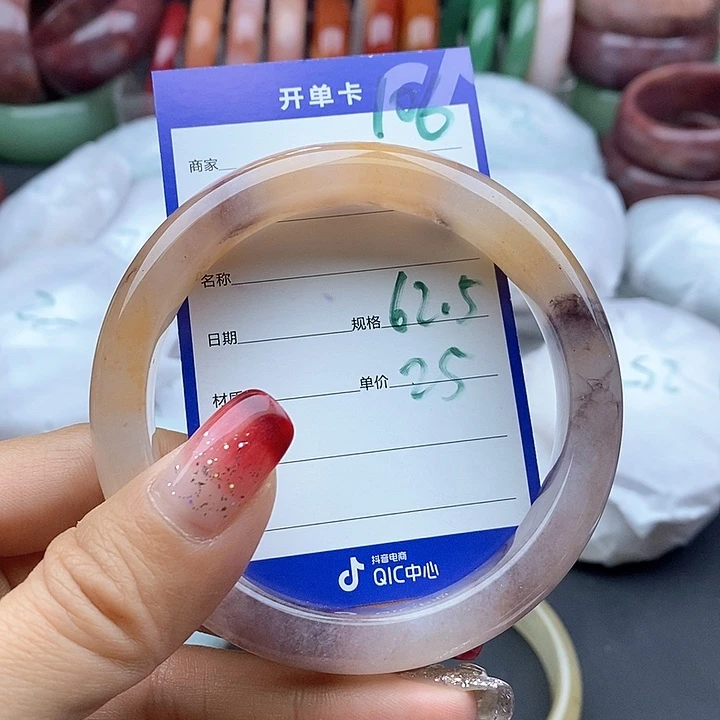 开单卡
106
商家
名称
日期
规格 62.5
材质
单价 25
抖音电商
QIC中心